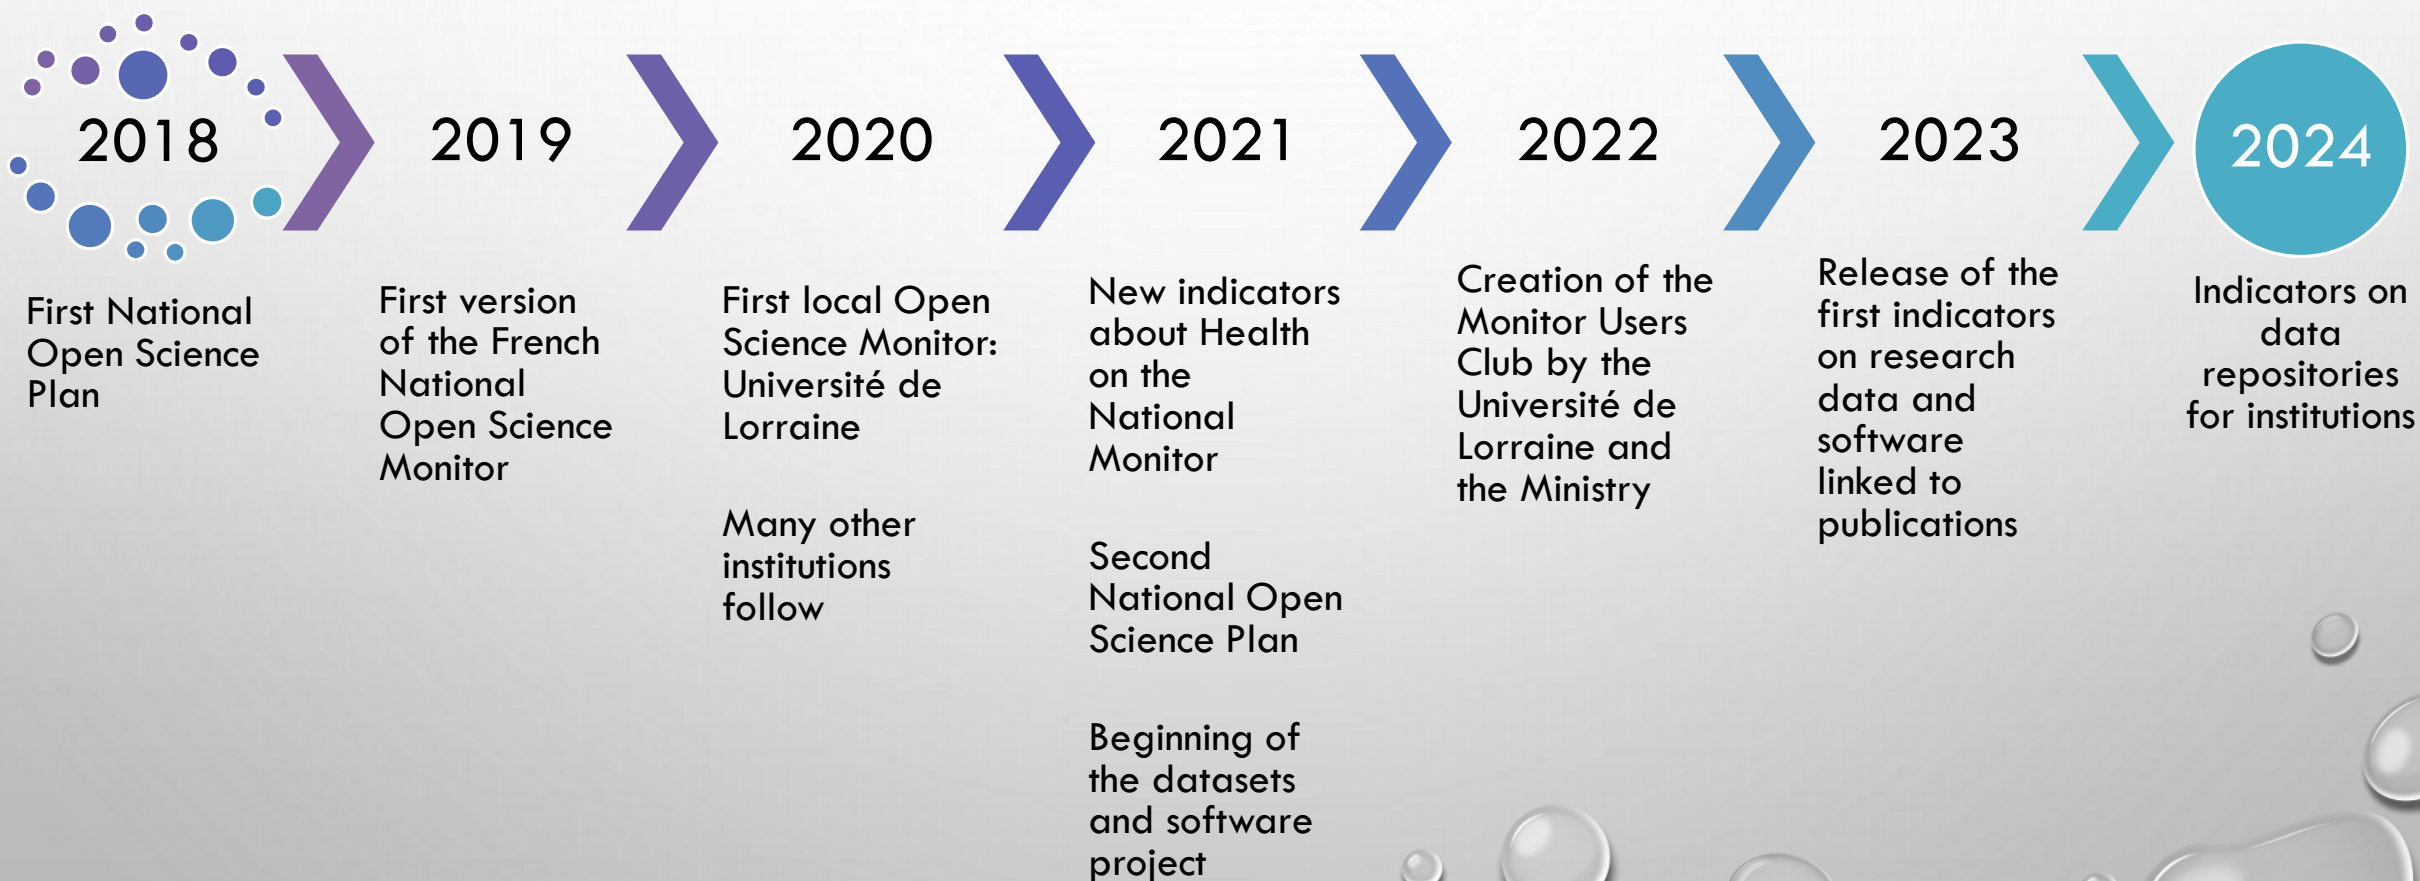 2018
First National
Open Science
Plan
2019
First version
of the French
National
Open Science
Monitor
2020
First local Open
Science Monitor:
Université de
Lorraine
Many other
institutions
follow
2021
New indicators
about Health
on the
National
Monitor
Second
National Open
Science Plan
Beginning of
the datasets
and software
project
2022
Creation of the
Monitor Users
Club by the
Université de
Lorraine and
the Ministry
2023
Release of the
first indicators
on research
data and
software
linked to
publications
2024
Indicators on
data
repositories
for institutions